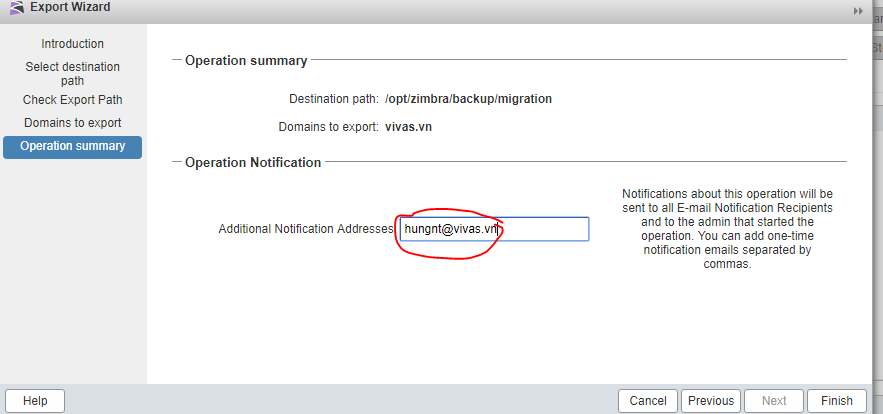 Export Wizard
Introduction
Select destination
path
Check Export Path
Domains to export
Operation summary
Operation summary
Destination path: /opt/zimbra/backup/migration
Domains to export: vivas.vn
Operation Notification
Additional Notification Addresses
hungnt@vivas.vn
Notifications about this operation will be
sent to all E-mail Notification Recipients
and to the admin that started the
operation. You can add one-time
notification emails separated by
commas.
Help
Cancel
Previous
Next
Finish